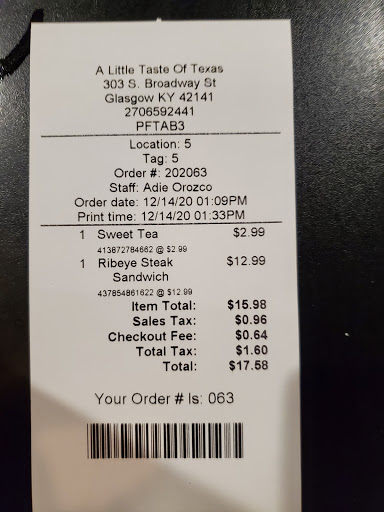 A Little Taste Of Texas
303 S. Broadway St
Glasgow KY 42141
2706592441
PFTAB3
Location: 5
Tag: 5
Order #: 202063
Staff: Adie Orozco
Order date: 12/14/20 01:09PM
Print time: 12/14/20 01:33PM
1 Sweet Tea $2.99
413872784662 @ $2.99
1 Ribeye Steak $12.99
Sandwich
437854861622 @ $12.99
Item Total: $15.98
Sales Tax: $0.96
Checkout Fee: $0.64
Total Tax: $1.60
Total: $17.58
Your Order # Is: 063